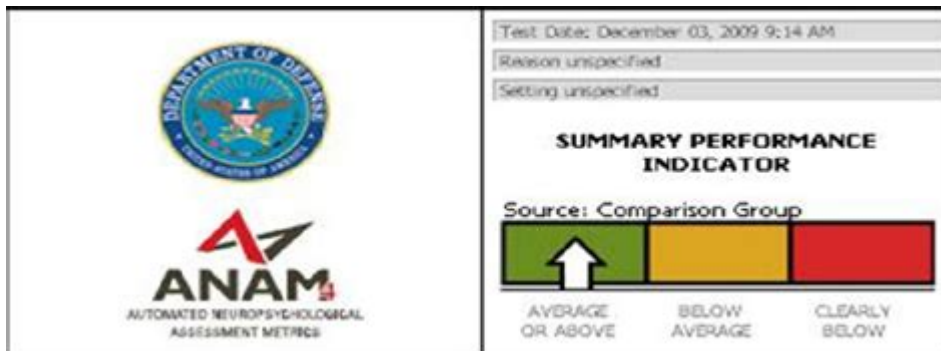 DEPARTMENT OF DEFENSE
UNITED STATES OF AMERICA
ANAM4
AUTOMATED NEUROPSYCHOLOGICAL
ASSESSMENT METRICS
Test Date: December 03, 2009 9:14 AM
Reason unspecified
Setting unspecified
SUMMARY PERFORMANCE
INDICATOR
Source: Comparison Group
AVERAGE
OR ABOVE
BELOW
AVERAGE
CLEARLY
BELOW